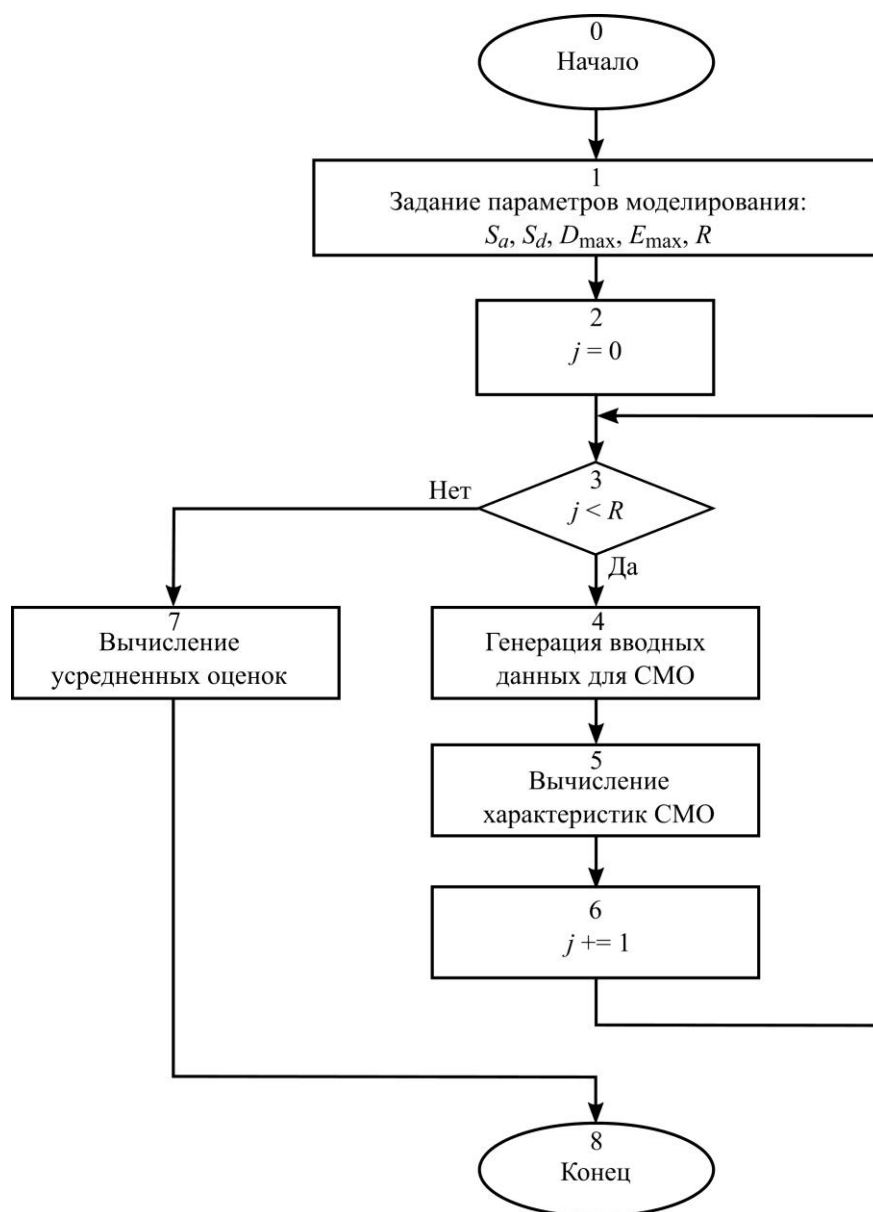 0
Начало
1
Задание параметров моделирования:
Sa, Sd, Dmax, Emax, R
2
j = 0
3
j < R
Нет
Да
4
Генерация вводных
данных для СМО
5
Вычисление
характеристик СМО
6
j += 1
7
Вычисление
усредненных оценок
8
Конец